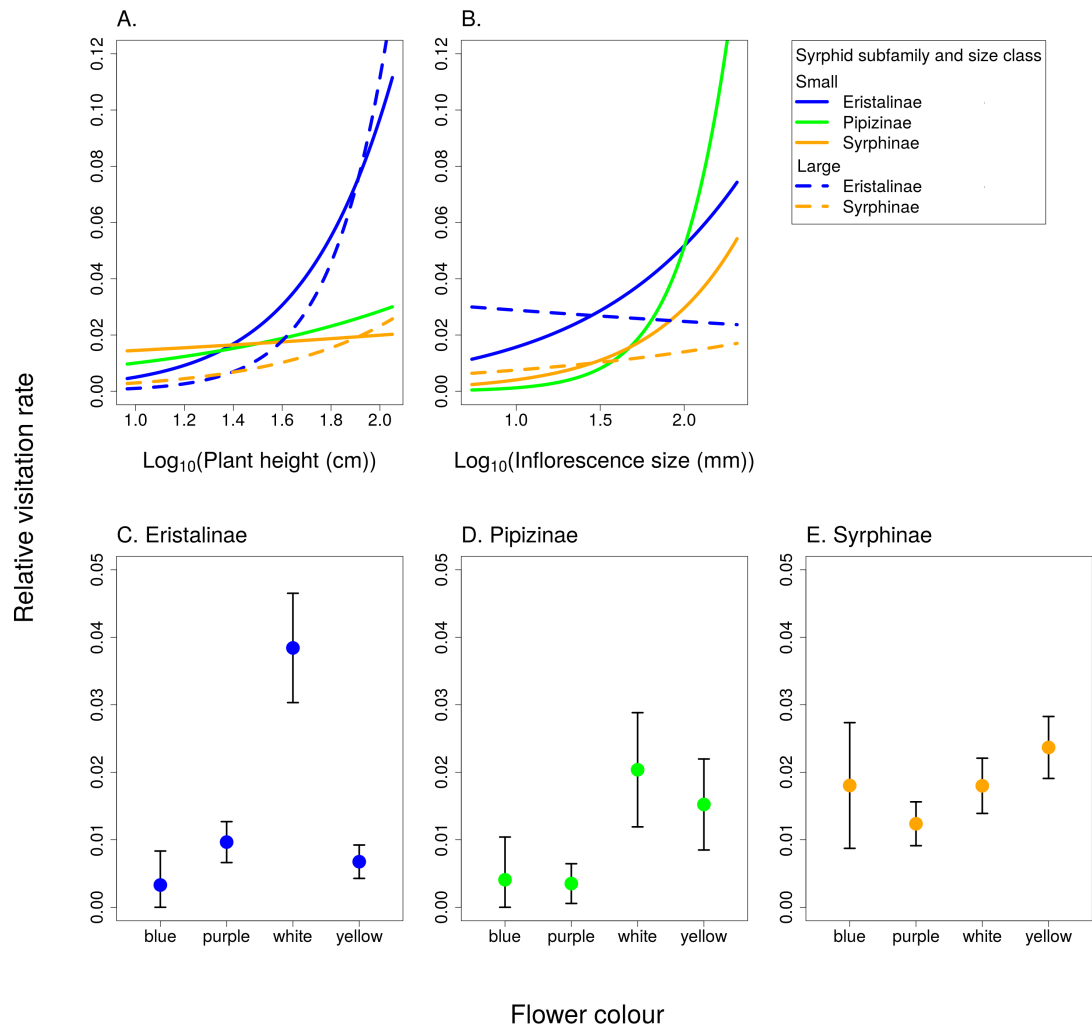 A.
0.00 0.02 0.04 0.06 0.08 0.10 0.12
1.0 1.2 1.4 1.6 1.8 2.0
Log10(Plant height (cm))
B.
0.00 0.02 0.04 0.06 0.08 0.10 0.12
1.0 1.5 2.0
Log10(Inflorescence size (mm))
Syrphid subfamily and size class
Small
Eristalinae
Pipizinae
Syrphinae
Large
Eristalinae
Syrphinae
Relative visitation rate
C. Eristalinae
0.00 0.01 0.02 0.03 0.04 0.05
blue purple white yellow
D. Pipizinae
0.00 0.01 0.02 0.03 0.04 0.05
blue purple white yellow
E. Syrphinae
0.00 0.01 0.02 0.03 0.04 0.05
blue purple white yellow
Flower colour